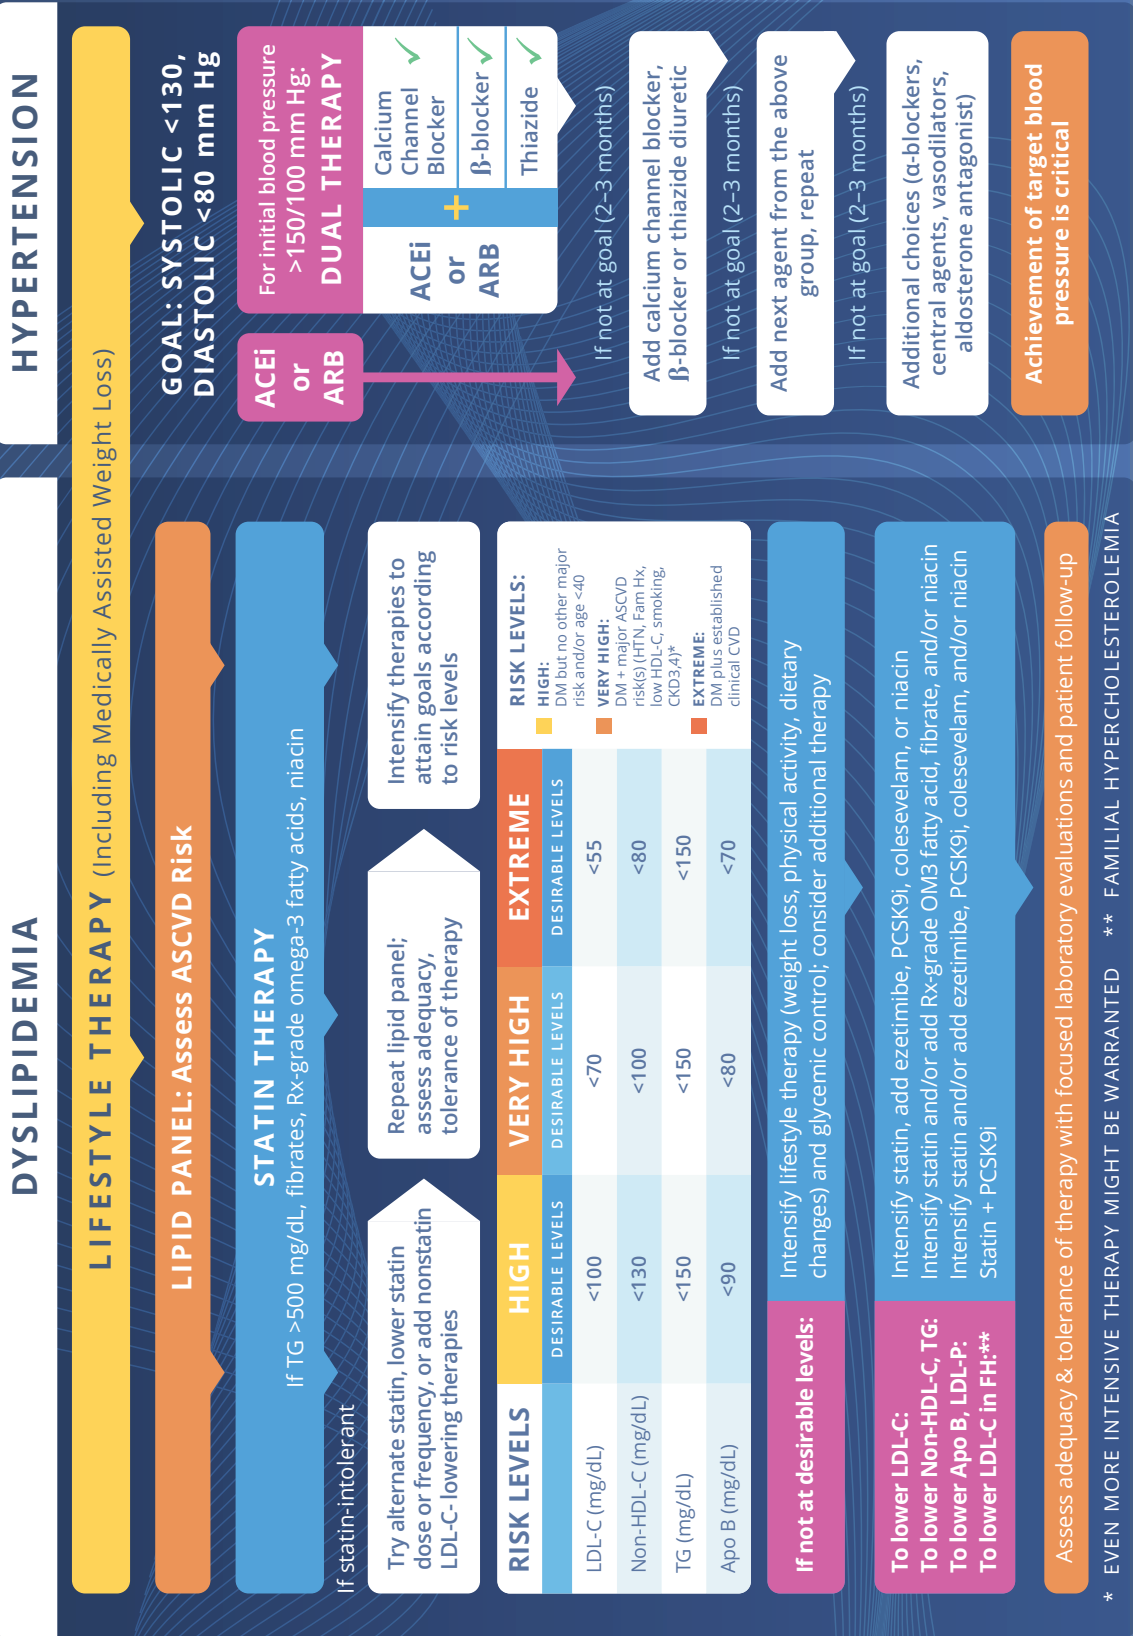 DYSLIPIDEMIA
HYPERTENSION
LIFESTYLE THERAPY (Including Medically Assisted Weight Loss)
LIPID PANEL: Assess ASCVD Risk
STATIN THERAPY
If TG >500 mg/dL, fibrates, Rx-grade omega-3 fatty acids, niacin
If statin-intolerant
Try alternate statin, lower statin
dose or frequency, or add nonstatin
LDL-C- lowering therapies
Repeat lipid panel;
assess adequacy,
tolerance of therapy
Intensify therapies to
attain goals according
to risk levels
RISK LEVELS
HIGH
VERY HIGH
EXTREME
DESIRABLE LEVELS
DESIRABLE LEVELS
DESIRABLE LEVELS
LDL-C (mg/dL)
<100
<70
<55
Non-HDL-C (mg/dL)
<130
<100
<80
TG (mg/dL)
<150
<150
<150
Apo B (mg/dL)
<90
<80
<70
RISK LEVELS:
HIGH:
DM but no other major
risk and/or age <40
VERY HIGH:
DM + major ASCVD
risk(s) (HTN, Fam Hx,
low HDL-C, smoking,
CKD3,4)*
EXTREME:
DM plus established
clinical CVD
If not at desirable levels:
Intensify lifestyle therapy (weight loss, physical activity, dietary
changes) and glycemic control; consider additional therapy
To lower LDL-C:
Intensify statin, add ezetimibe, PCSK9i, colesevelam, or niacin
To lower Non-HDL-C, TG:
Intensify statin and/or add Rx-grade OM3 fatty acid, fibrate, and/or niacin
To lower Apo B, LDL-P:
Intensify statin and/or add ezetimibe, PCSK9i, colesevelam, and/or niacin
To lower LDL-C in FH:**
Statin + PCSK9i
Assess adequacy & tolerance of therapy with focused laboratory evaluations and patient follow-up
* EVEN MORE INTENSIVE THERAPY MIGHT BE WARRANTED ** FAMILIAL HYPERCHOLESTEROLEMIA
GOAL: SYSTOLIC <130,
DIASTOLIC <80 mm Hg
ACEi
or
ARB
For initial blood pressure
>150/100 mm Hg:
DUAL THERAPY
ACEi
or
ARB
+
Calcium
Channel
Blocker ✓
ß-blocker ✓
Thiazide ✓
If not at goal (2–3 months)
Add calcium channel blocker,
ß-blocker or thiazide diuretic
If not at goal (2–3 months)
Add next agent from the above
group, repeat
If not at goal (2–3 months)
Additional choices (α-blockers,
central agents, vasodilators,
aldosterone antagonist)
Achievement of target blood
pressure is critical